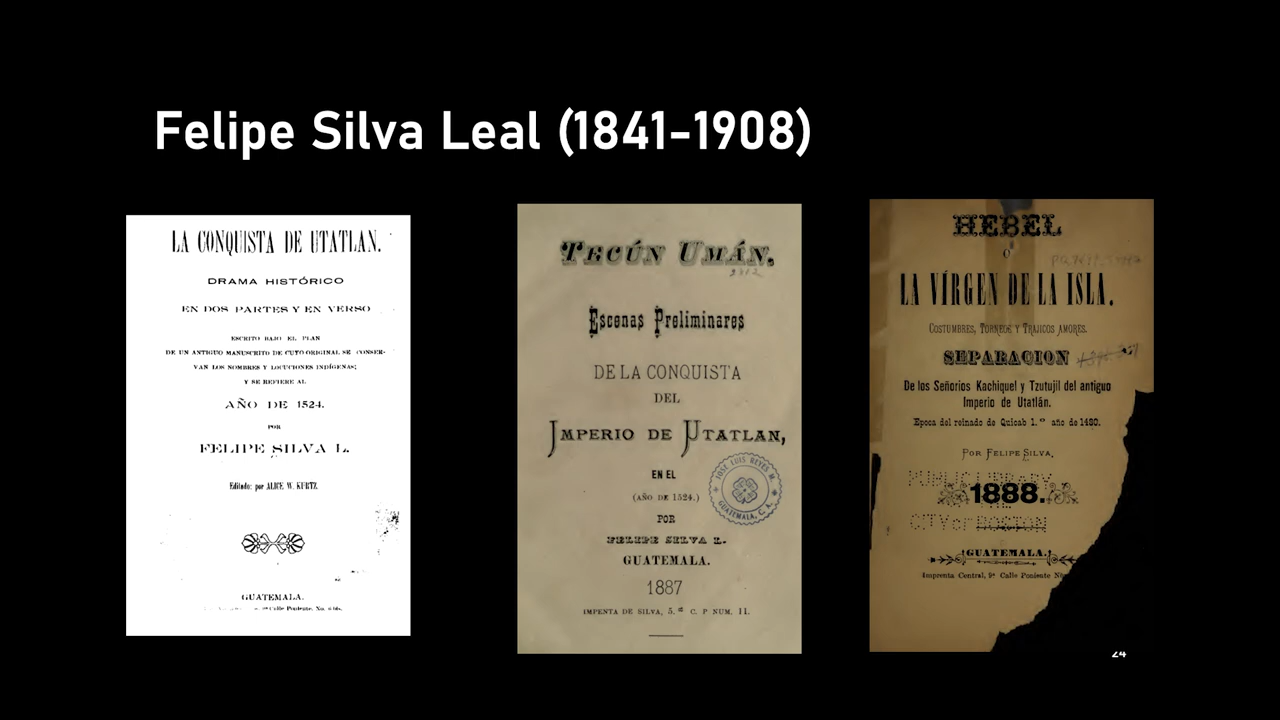 Felipe Silva Leal (1841-1908)
LA CONQUISTA DE UTATLAN.
DRAMA HISTÓRICO
EN DOS PARTES Y EN VERSO
ESCRITO BAJO EL PLAN
DE UN ANTIGUO MANUSCRITO DE CUYO ORIGINAL SE CONSER-
VAN LOS NOMBRES Y LOCUCIONES INDÍGENAS;
Y SE REFIERE AL
AÑO DE 1524.
POR
FELIPE SILVA L.
Editado: por ALICE W. KURTZ.
GUATEMALA.
Calle Poniente, No.
TECÚN UMÁN.
Escenas Preliminares
DE LA CONQUISTA
DEL
IMPERIO DE UTATLAN,
EN EL
(AÑO DE 1524.)
POR
FELIPE SILVA L.
GUATEMALA.
1887
IMPENTA DE SILVA, 5.ª C. P NUM. 11.
JOSE LUIS REYES M.
GUATEMALA, C. A.
HEBEL
O
LA VÍRGEN DE LA ISLA.
COSTUMBRES, TORNEOS Y TRAJICOS AMORES.
SEPARACION
De los Señorios Kachiquel y Tzutujil del antiguo
Imperio de Utatlán.
Epoca del reinado de Quicab 1.º año de 1480.
POR FELIPE SILVA.
PUBLIC LIBRARY
1888.
CITY OF BOSTON
¡GUATEMALA.!
Imprenta Central, 9ª Calle Poniente
24